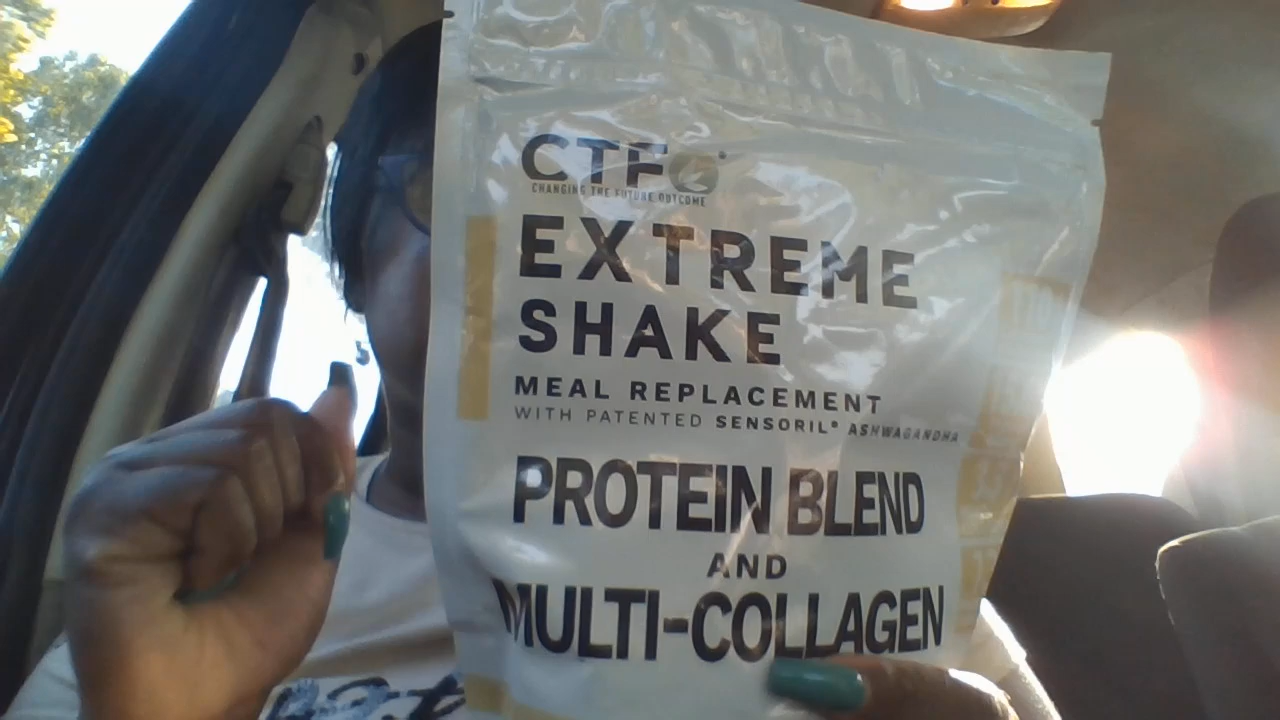 CTFO
CHANGING THE FUTURE OUTCOME
EXTREME
SHAKE
MEAL REPLACEMENT
WITH PATENTED SENSORIL® ASHWAGANDHA
PROTEIN BLEND
AND
MULTI-COLLAGEN